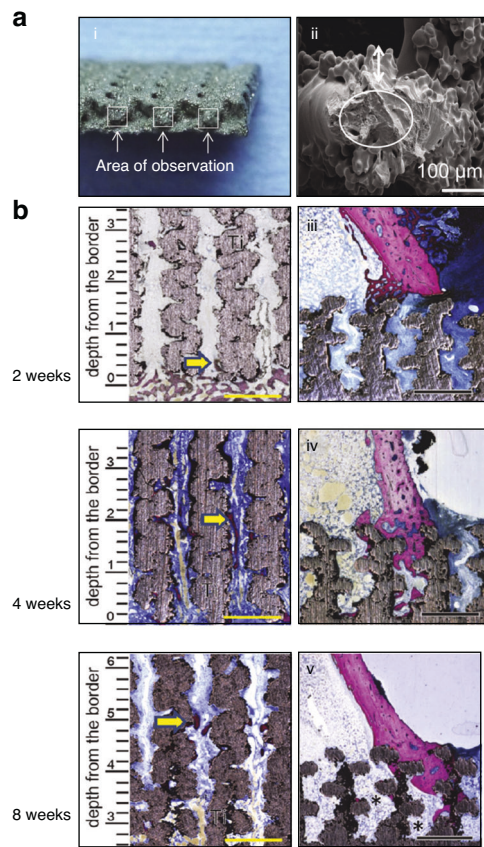 a
i
Area of observation
ii
100 µm
b
2 weeks
depth from the border
3
2
1
0
Ti
iii
4 weeks
depth from the border
3
2
1
0
iv
8 weeks
depth from the border
6
5
4
3
Ti
v
*
*